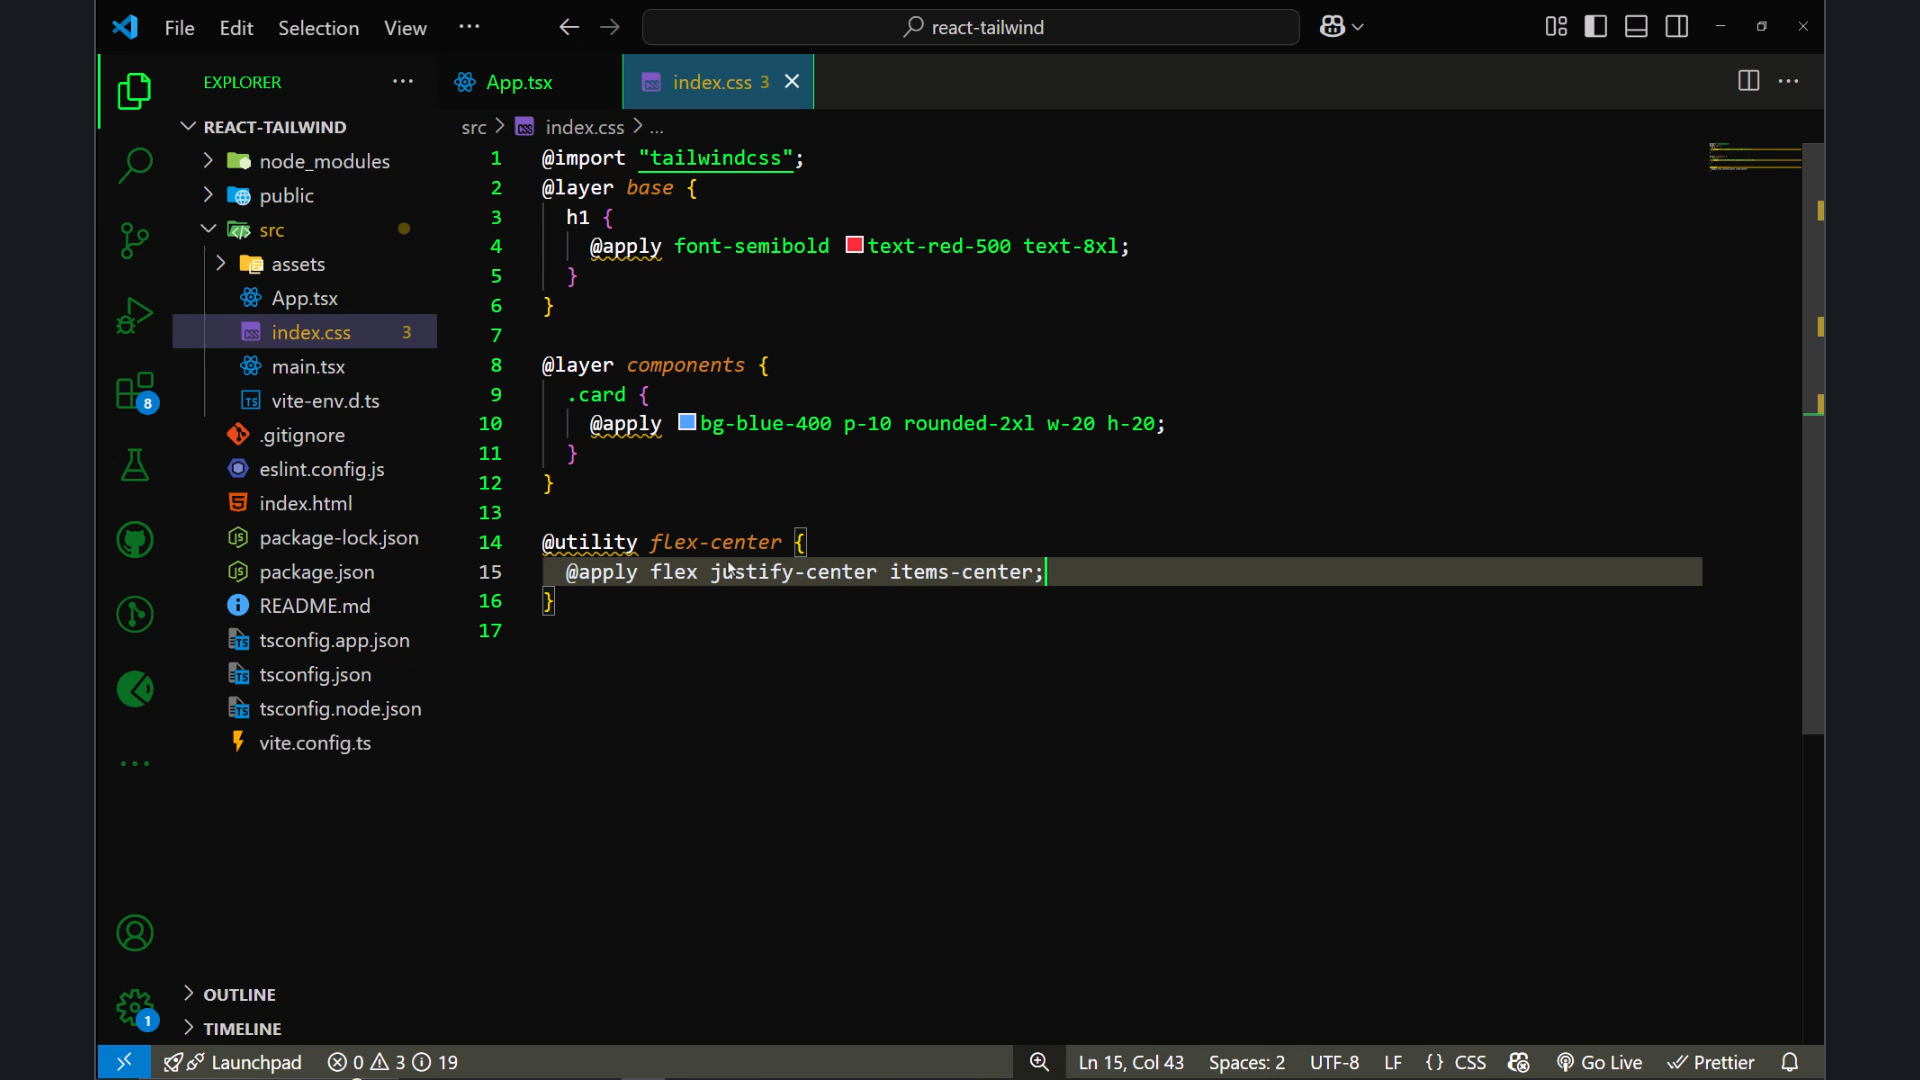 File Edit Selection View ···
react-tailwind
EXPLORER ···
App.tsx
index.css 3
REACT-TAILWIND
node_modules
public
src
assets
App.tsx
index.css 3
main.tsx
vite-env.d.ts
.gitignore
eslint.config.js
index.html
package-lock.json
package.json
README.md
tsconfig.app.json
tsconfig.json
tsconfig.node.json
vite.config.ts
OUTLINE
TIMELINE
8
1
src > index.css > ...
1 @import "tailwindcss";
2 @layer base {
3 h1 {
4 @apply font-semibold text-red-500 text-8xl;
5 }
6 }
7
8 @layer components {
9 .card {
10 @apply bg-blue-400 p-10 rounded-2xl w-20 h-20;
11 }
12 }
13
14 @utility flex-center {
15 @apply flex justify-center items-center;
16 }
17
Launchpad 0 3 19
Ln 15, Col 43 Spaces: 2 UTF-8 LF {} CSS Go Live Prettier